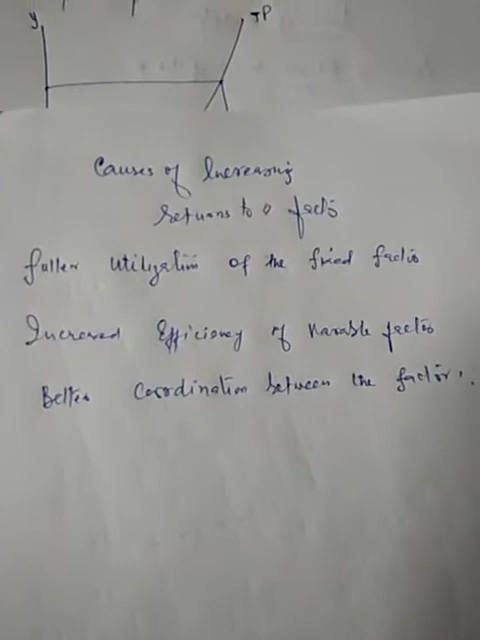 y TP
Causes of Increasing
returns to a facto
fuller utilization of the fixed factor
Increased Efficiency of Variable factor
Better Coordination between the factor.